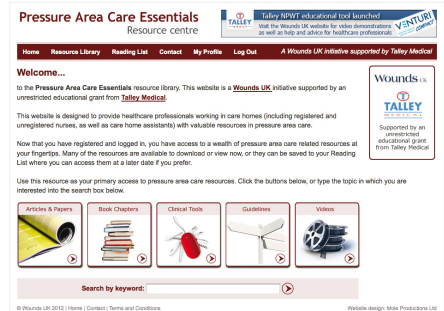 Pressure Area Care Essentials
Resource centre
TALLEY
Talley NPWT educational tool launched
Visit the Wounds UK website for video demonstrations
as well as help and advice for healthcare professionals
VENTURI
COMPACT
Home Resource Library Reading List Contact My Profile Log Out A Wounds UK initiative supported by Talley Medical
Welcome...
to the Pressure Area Care Essentials resource library. This website is a Wounds UK initiative supported by an
unrestricted educational grant from Talley Medical.
This website is designed to provide healthcare professionals working in care homes (including registered and
unregistered nurses, as well as care home assistants) with valuable resources in pressure area care.
Now that you have registered and logged in, you have access to a wealth of pressure area care related resources at
your fingertips. Many of the resources are available to download or view now, or they can be saved to your Reading
List where you can access them at a later date if you prefer.
Use this resource as your primary access to pressure area care resources. Click the buttons below, or type the topic in which you are
interested into the search box below.
Wounds UK
TALLEY
MEDICAL
Supported by an
unrestricted
educational grant
from Talley Medical
Articles & Papers Book Chapters Clinical Tools Guidelines Videos
Search by keyword:
© Wounds UK 2012 | Home | Contact | Terms and Conditions
Website design: Mole Productions Ltd